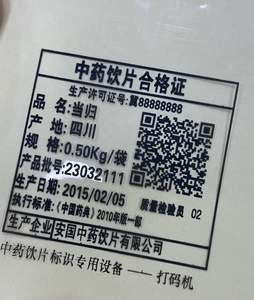 中药饮片合格证
生产许可证号:冀88888888
品 名:当归
产 地:四川
规 格:0.50Kg/袋
产品批号:23032111
生产日期:2015/02/05
质量检验员 02
执行标准:《中国药典》2010年版一部
生产企业:安国中药饮片有限公司
中药饮片标识专用设备 —— 打码机